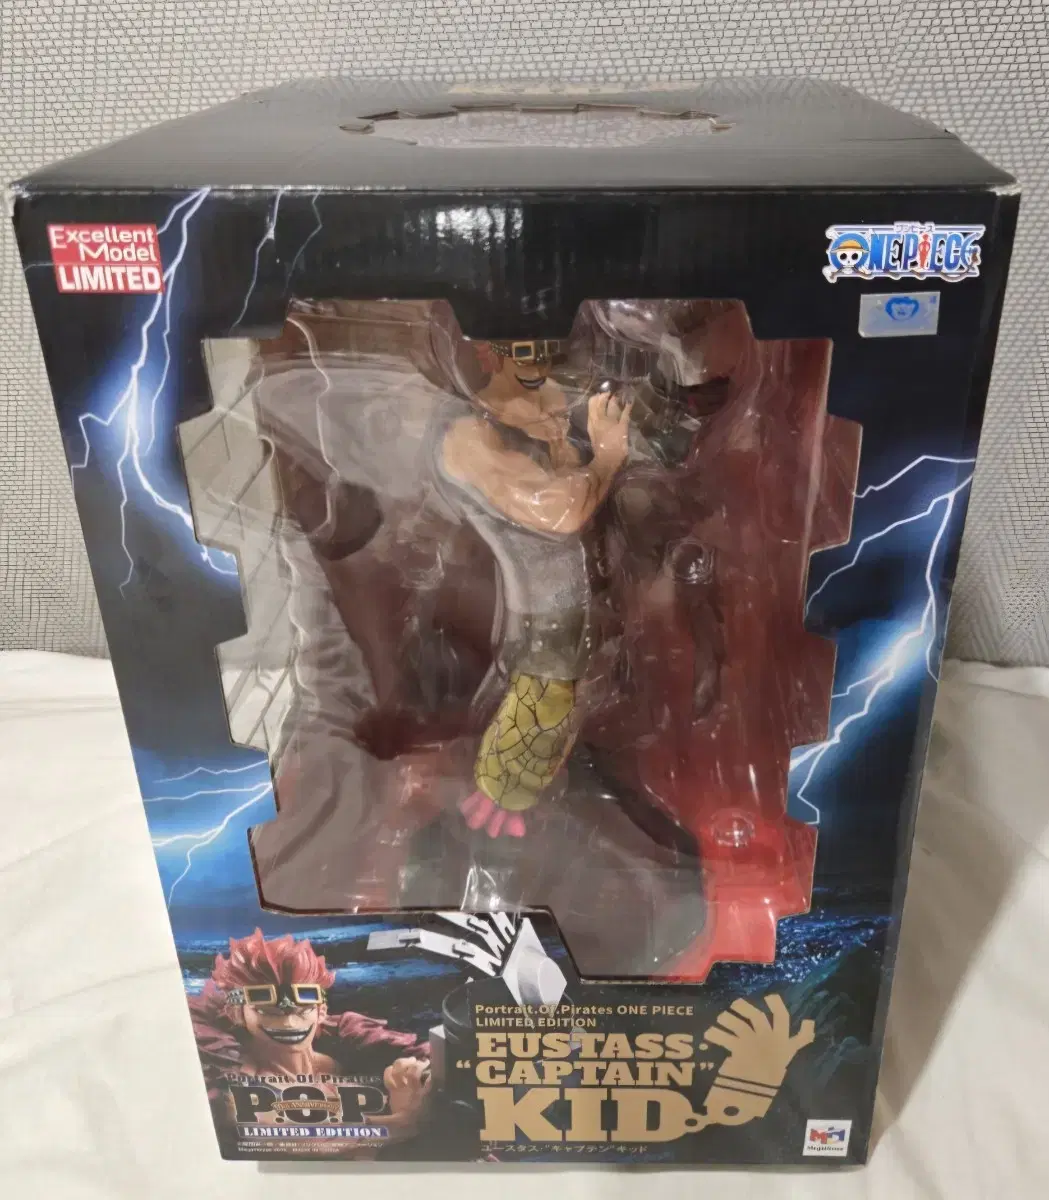 Excellent
Model
LIMITED
ワンピース
ONE PIECE
Portrait.Of.Pirates ONE PIECE
LIMITED EDITION
EUSTASS
“CAPTAIN”
KID
ユースタス・“キャプテン”キッド
Portrait.Of.Pirates
P.O.P
LIMITED EDITION
MegaHouse